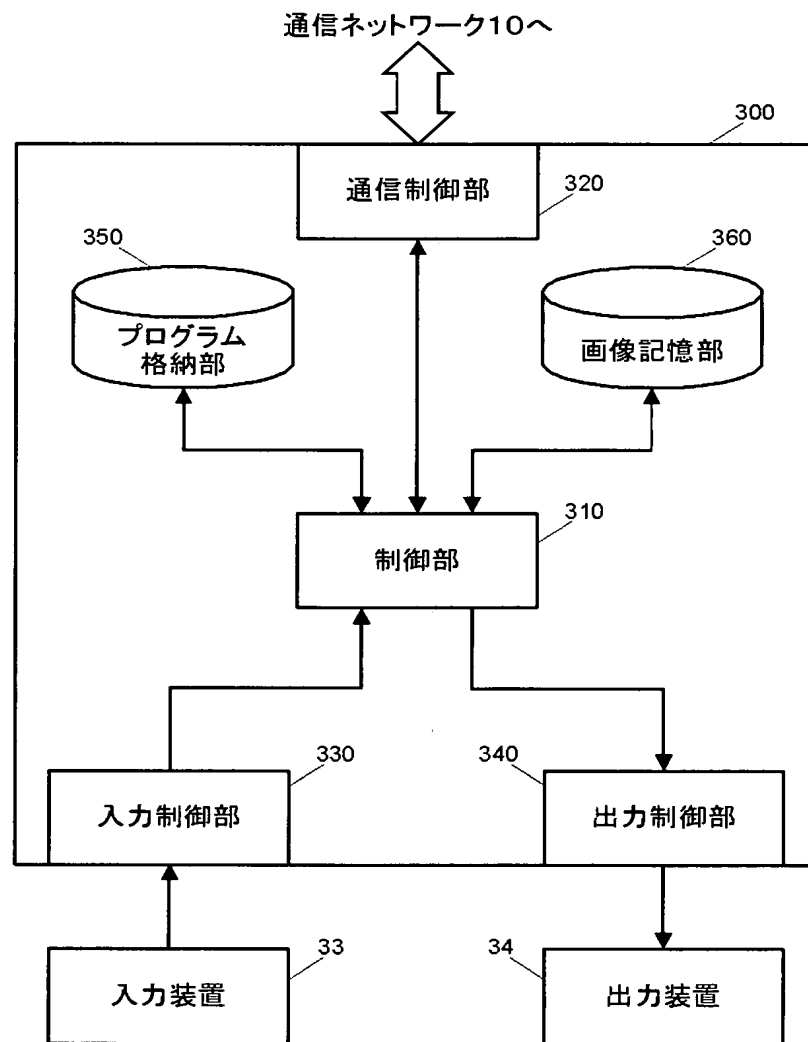 通信ネットワーク10へ
300
通信制御部
320
350
360
プログラム
格納部
画像記憶部
310
制御部
330
340
入力制御部
出力制御部
33
34
入力装置
出力装置